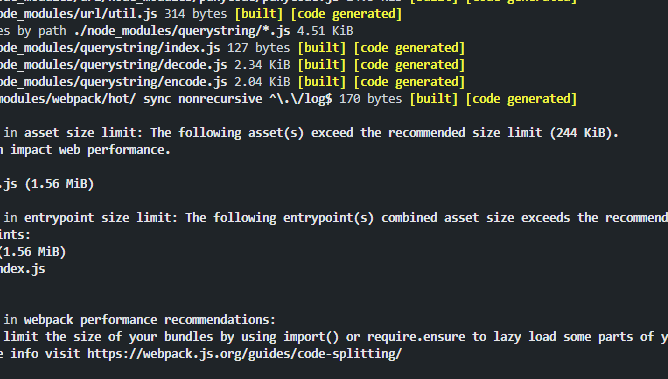 ode_modules/url/util.js 314 bytes [built] [code generated]
es by path ./node_modules/querystring/*.js 4.51 KiB
ode_modules/querystring/index.js 127 bytes [built] [code generated]
ode_modules/querystring/decode.js 2.34 KiB [built] [code generated]
ode_modules/querystring/encode.js 2.04 KiB [built] [code generated]
modules/webpack/hot/ sync nonrecursive ^\.\/log$ 170 bytes [built] [code generated]
in asset size limit: The following asset(s) exceed the recommended size limit (244 KiB).
n impact web performance.
.js (1.56 MiB)
in entrypoint size limit: The following entrypoint(s) combined asset size exceeds the recommend
ints:
(1.56 MiB)
ndex.js
in webpack performance recommendations:
limit the size of your bundles by using import() or require.ensure to lazy load some parts of y
e info visit https://webpack.js.org/guides/code-splitting/